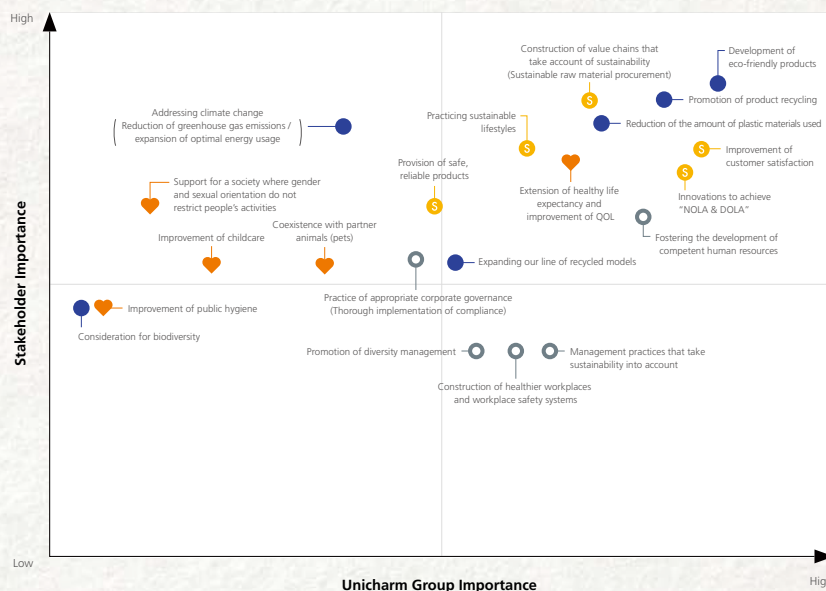 High
Construction of value chains that
take account of sustainability
(Sustainable raw material procurement)
Development of
eco-friendly products
Promotion of product recycling
Addressing climate change
(Reduction of greenhouse gas emissions /
expansion of optimal energy usage)
Practicing sustainable
lifestyles
Reduction of the amount of plastic materials used
Improvement of
customer satisfaction
Provision of safe,
reliable products
Support for a society where gender
and sexual orientation do not
restrict people's activities
Extension of healthy life
expectancy and
improvement of QOL
Innovations to achieve
"NOLA & DOLA"
Improvement of childcare
Coexistence with partner
animals (pets)
Fostering the development of
competent human resources
Expanding our line of recycled models
Practice of appropriate corporate governance
(Thorough implementation of compliance)
Improvement of public hygiene
Consideration for biodiversity
Promotion of diversity management
Management practices that take
sustainability into account
Construction of healthier workplaces
and workplace safety systems
Stakeholder Importance
Low
Unicharm Group Importance
High
S
S
S
S
S